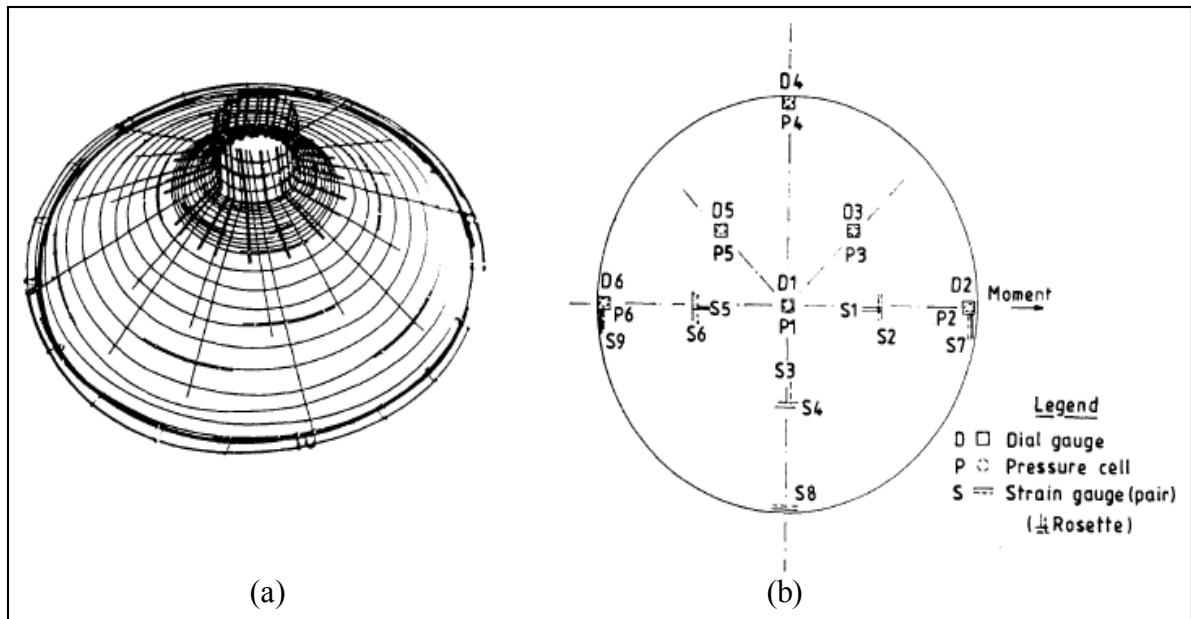 D4
P4
D5
P5
D3
P3
D6
P6
S9
S5
S6
D1
P1
S1
S2
D2
P2
S7
Moment
S3
S4
S8
Legend
D Dial gauge
P Pressure cell
S Strain gauge (pair)
(Rosette)
(a)
(b)